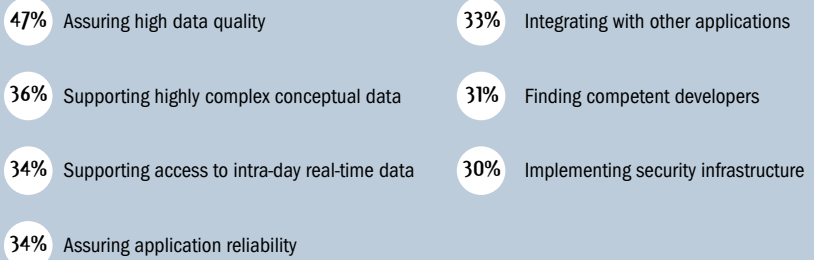 47% Assuring high data quality
36% Supporting highly complex conceptual data
34% Supporting access to intra-day real-time data
34% Assuring application reliability
33% Integrating with other applications
31% Finding competent developers
30% Implementing security infrastructure